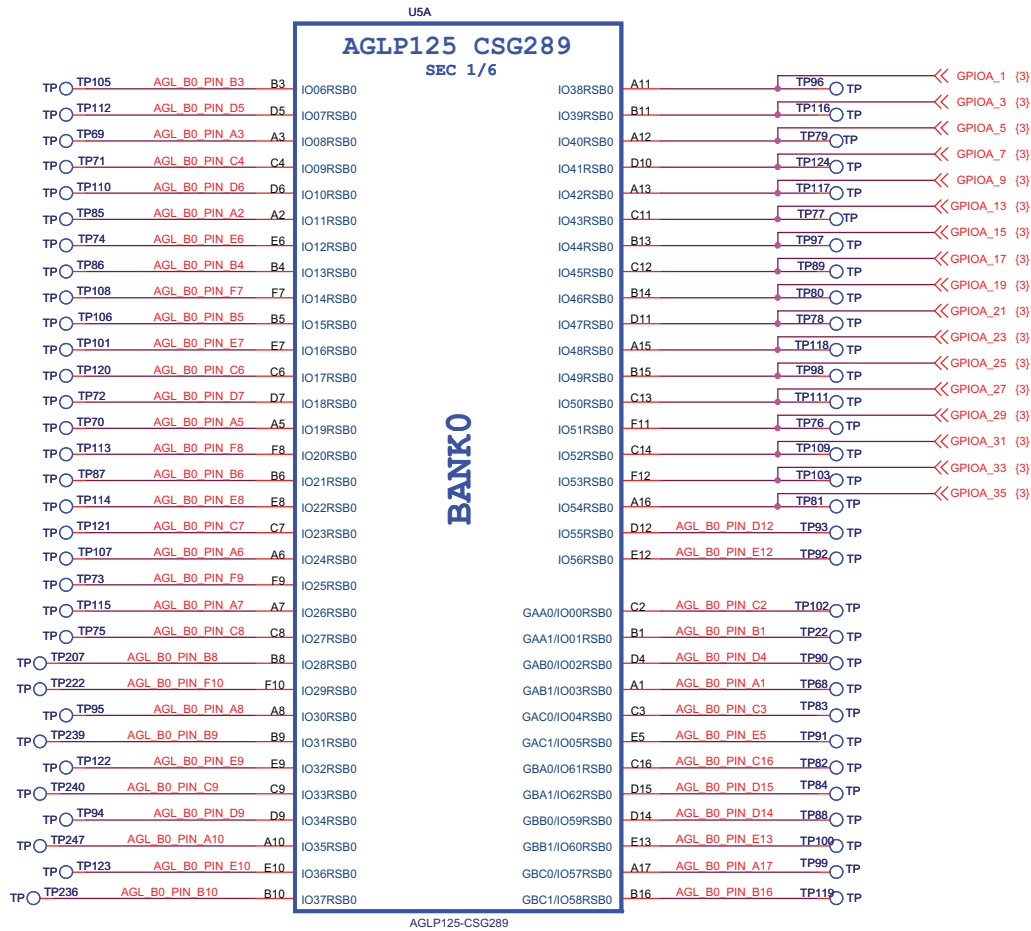 U5A
AGLP125 CSG289
SEC 1/6
BANK0
TP TP105 AGL_B0_PIN_B3 B3 IO06RSB0
TP TP112 AGL_B0_PIN_D5 D5 IO07RSB0
TP TP69 AGL_B0_PIN_A3 A3 IO08RSB0
TP TP71 AGL_B0_PIN_C4 C4 IO09RSB0
TP TP110 AGL_B0_PIN_D6 D6 IO10RSB0
TP TP85 AGL_B0_PIN_A2 A2 IO11RSB0
TP TP74 AGL_B0_PIN_E6 E6 IO12RSB0
TP TP86 AGL_B0_PIN_B4 B4 IO13RSB0
TP TP108 AGL_B0_PIN_F7 F7 IO14RSB0
TP TP106 AGL_B0_PIN_B5 B5 IO15RSB0
TP TP101 AGL_B0_PIN_E7 E7 IO16RSB0
TP TP120 AGL_B0_PIN_C6 C6 IO17RSB0
TP TP72 AGL_B0_PIN_D7 D7 IO18RSB0
TP TP70 AGL_B0_PIN_A5 A5 IO19RSB0
TP TP113 AGL_B0_PIN_F8 F8 IO20RSB0
TP TP87 AGL_B0_PIN_B6 B6 IO21RSB0
TP TP114 AGL_B0_PIN_E8 E8 IO22RSB0
TP TP121 AGL_B0_PIN_C7 C7 IO23RSB0
TP TP107 AGL_B0_PIN_A6 A6 IO24RSB0
TP TP73 AGL_B0_PIN_F9 F9 IO25RSB0
TP TP115 AGL_B0_PIN_A7 A7 IO26RSB0
TP TP75 AGL_B0_PIN_C8 C8 IO27RSB0
TP TP207 AGL_B0_PIN_B8 B8 IO28RSB0
TP TP222 AGL_B0_PIN_F10 F10 IO29RSB0
TP TP95 AGL_B0_PIN_A8 A8 IO30RSB0
TP TP239 AGL_B0_PIN_B9 B9 IO31RSB0
TP TP122 AGL_B0_PIN_E9 E9 IO32RSB0
TP TP240 AGL_B0_PIN_C9 C9 IO33RSB0
TP TP94 AGL_B0_PIN_D9 D9 IO34RSB0
TP TP247 AGL_B0_PIN_A10 A10 IO35RSB0
TP TP123 AGL_B0_PIN_E10 E10 IO36RSB0
TP TP236 AGL_B0_PIN_B10 B10 IO37RSB0
IO38RSB0 A11 TP96 TP GPIOA_1 {3}
IO39RSB0 B11 TP116 TP GPIOA_3 {3}
IO40RSB0 A12 TP79 TP GPIOA_5 {3}
IO41RSB0 D10 TP124 TP GPIOA_7 {3}
IO42RSB0 A13 TP117 TP GPIOA_9 {3}
IO43RSB0 C11 TP77 TP GPIOA_13 {3}
IO44RSB0 B13 TP97 TP GPIOA_15 {3}
IO45RSB0 C12 TP89 TP GPIOA_17 {3}
IO46RSB0 B14 TP80 TP GPIOA_19 {3}
IO47RSB0 D11 TP78 TP GPIOA_21 {3}
IO48RSB0 A15 TP118 TP GPIOA_23 {3}
IO49RSB0 B15 TP98 TP GPIOA_25 {3}
IO50RSB0 C13 TP111 TP GPIOA_27 {3}
IO51RSB0 F11 TP76 TP GPIOA_29 {3}
IO52RSB0 C14 TP109 TP GPIOA_31 {3}
IO53RSB0 F12 TP103 TP GPIOA_33 {3}
IO54RSB0 A16 TP81 TP GPIOA_35 {3}
IO55RSB0 D12 AGL_B0_PIN_D12 TP93 TP
IO56RSB0 E12 AGL_B0_PIN_E12 TP92 TP
GAA0/IO00RSB0 C2 AGL_B0_PIN_C2 TP102 TP
GAA1/IO01RSB0 B1 AGL_B0_PIN_B1 TP22 TP
GAB0/IO02RSB0 D4 AGL_B0_PIN_D4 TP90 TP
GAB1/IO03RSB0 A1 AGL_B0_PIN_A1 TP68 TP
GAC0/IO04RSB0 C3 AGL_B0_PIN_C3 TP83 TP
GAC1/IO05RSB0 E5 AGL_B0_PIN_E5 TP91 TP
GBA0/IO61RSB0 C16 AGL_B0_PIN_C16 TP82 TP
GBA1/IO62RSB0 D15 AGL_B0_PIN_D15 TP84 TP
GBB0/IO59RSB0 D14 AGL_B0_PIN_D14 TP88 TP
GBB1/IO60RSB0 E13 AGL_B0_PIN_E13 TP100 TP
GBC0/IO57RSB0 A17 AGL_B0_PIN_A17 TP99 TP
GBC1/IO58RSB0 B16 AGL_B0_PIN_B16 TP119 TP
AGLP125-CSG289